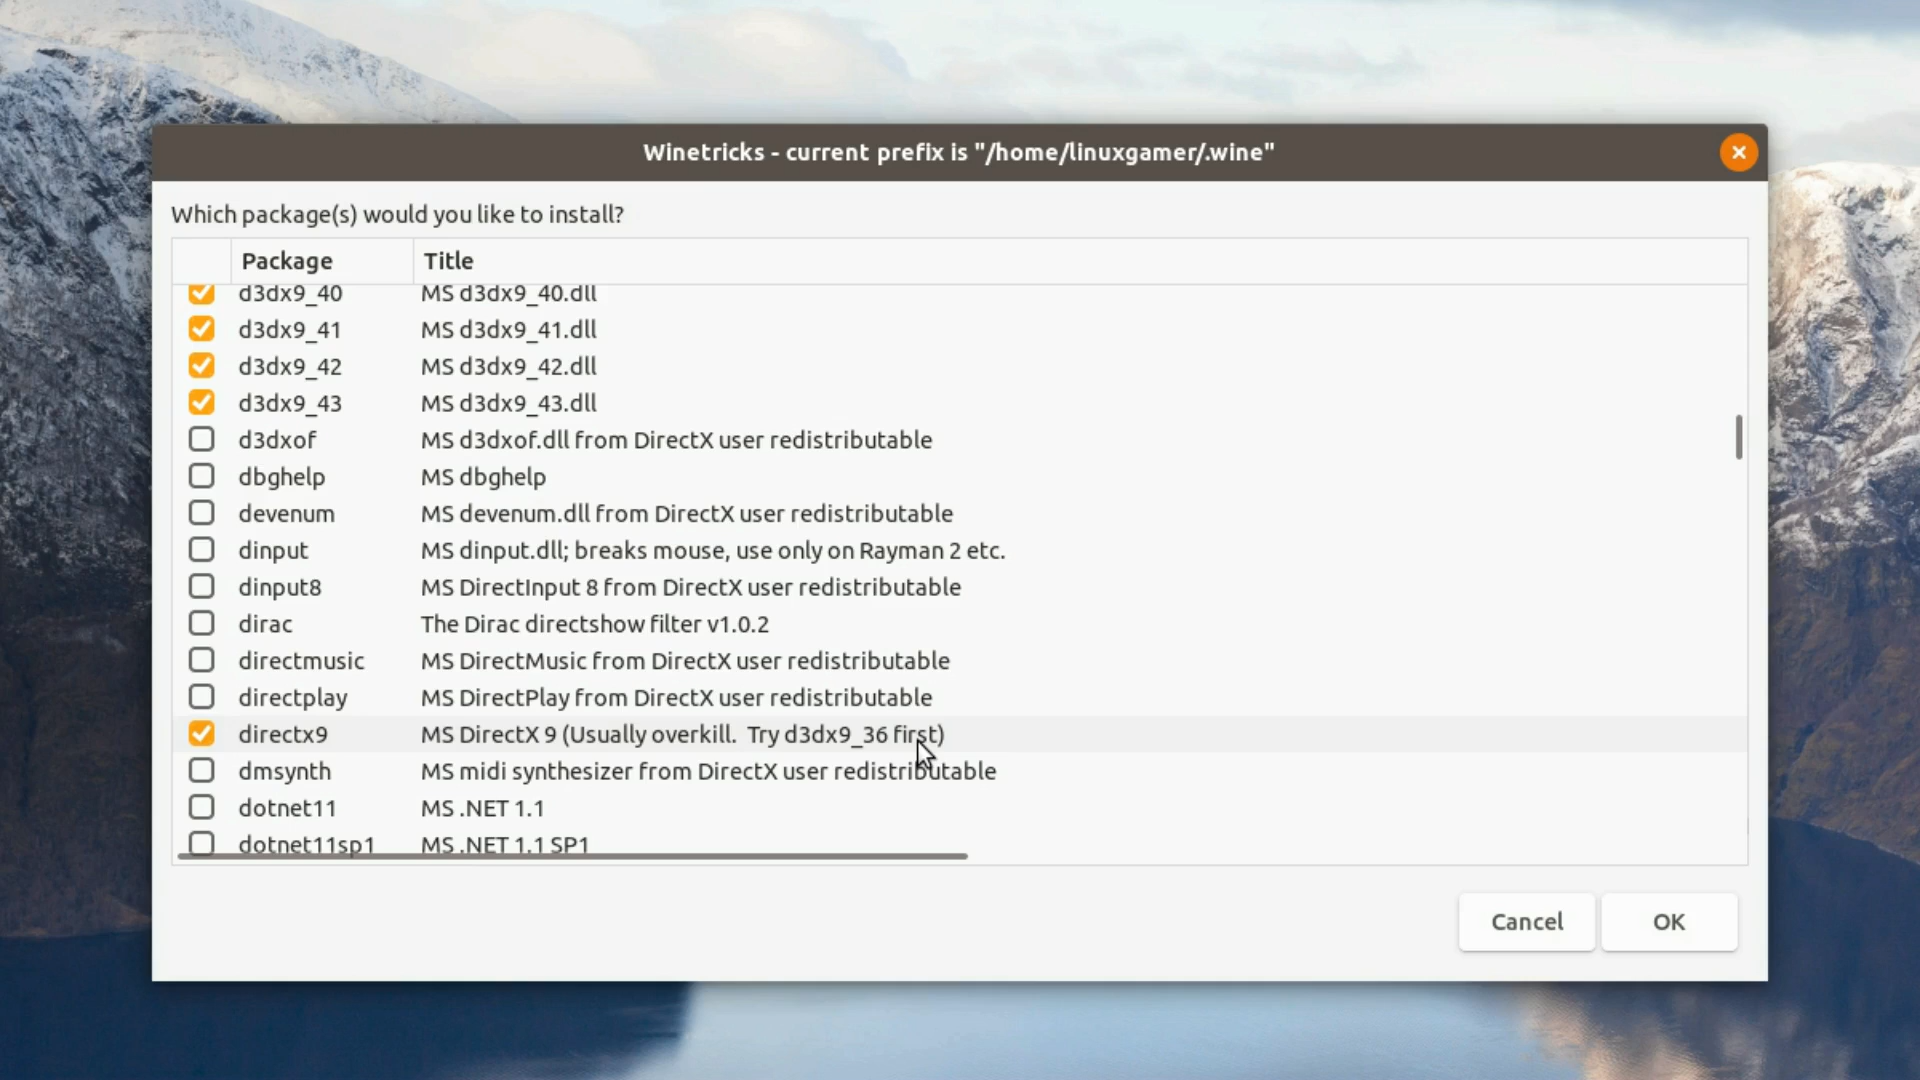 Winetricks - current prefix is "/home/linuxgamer/.wine"
Which package(s) would you like to install?
Package Title
d3dx9_40 MS d3dx9_40.dll
d3dx9_41 MS d3dx9_41.dll
d3dx9_42 MS d3dx9_42.dll
d3dx9_43 MS d3dx9_43.dll
d3dxof MS d3dxof.dll from DirectX user redistributable
dbghelp MS dbghelp
devenum MS devenum.dll from DirectX user redistributable
dinput MS dinput.dll; breaks mouse, use only on Rayman 2 etc.
dinput8 MS DirectInput 8 from DirectX user redistributable
dirac The Dirac directshow filter v1.0.2
directmusic MS DirectMusic from DirectX user redistributable
directplay MS DirectPlay from DirectX user redistributable
directx9 MS DirectX 9 (Usually overkill.  Try d3dx9_36 first)
dmsynth MS midi synthesizer from DirectX user redistributable
dotnet11 MS .NET 1.1
dotnet11sp1 MS .NET 1.1 SP1
Cancel OK